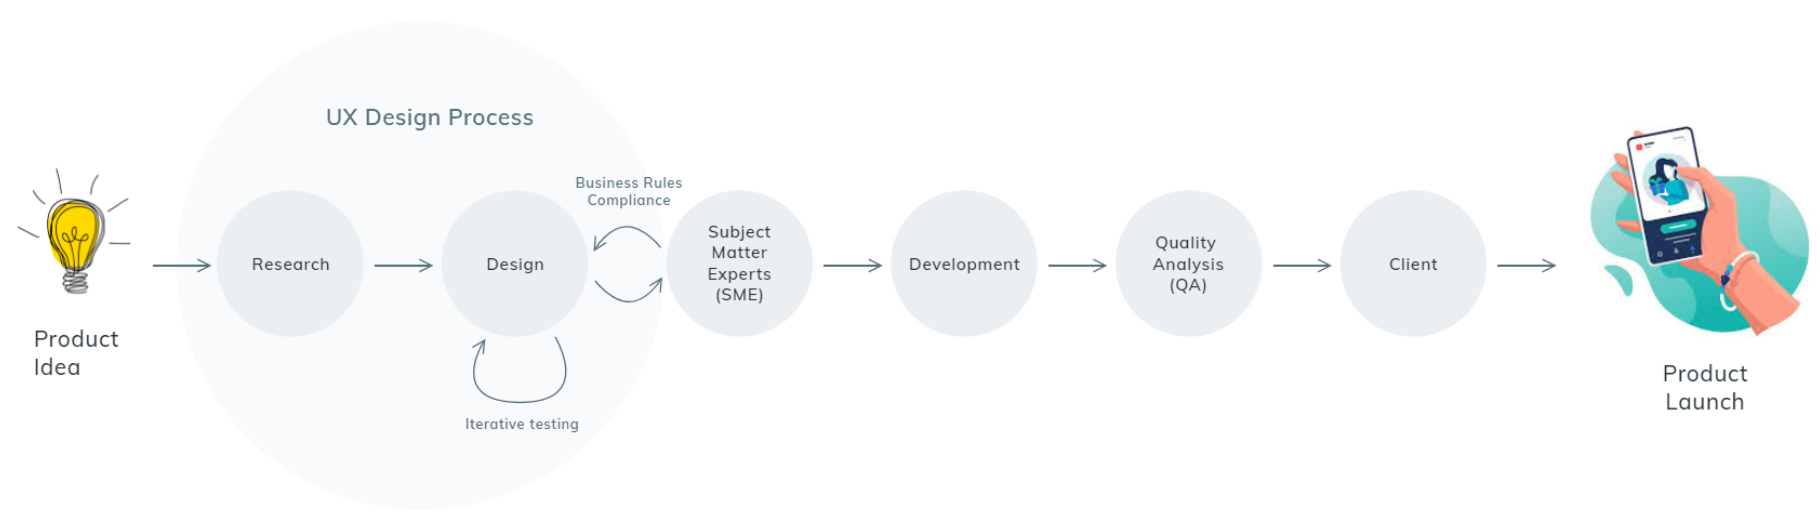 UX Design Process
Product
Idea
Research
Design
Business Rules
Compliance
Iterative testing
Subject
Matter
Experts
(SME)
Development
Quality
Analysis
(QA)
Client
Product
Launch